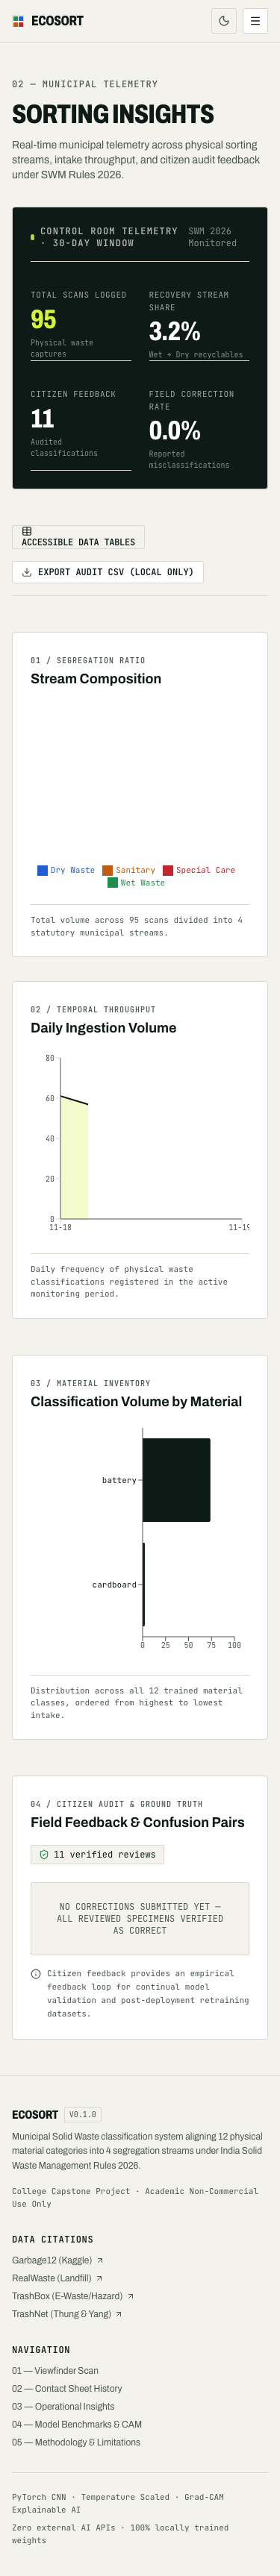 ECOSORT
02 — MUNICIPAL TELEMETRY
SORTING INSIGHTS
Real-time municipal telemetry across physical sorting
streams, intake throughput, and citizen audit feedback
under SWM Rules 2026.
CONTROL ROOM TELEMETRY
· 30-DAY WINDOW
SWM 2026
Monitored
TOTAL SCANS LOGGED
95
Physical waste
captures
RECOVERY STREAM
SHARE
3.2%
Wet + Dry recyclables
CITIZEN FEEDBACK
11
Audited
classifications
FIELD CORRECTION
RATE
0.0%
Reported
misclassifications
ACCESSIBLE DATA TABLES
EXPORT AUDIT CSV (LOCAL ONLY)
01 / SEGREGATION RATIO
Stream Composition
Dry Waste Sanitary Special Care
Wet Waste
Total volume across 95 scans divided into 4
statutory municipal streams.
02 / TEMPORAL THROUGHPUT
Daily Ingestion Volume
80
60
40
20
0
11-18 11-19
Daily frequency of physical waste
classifications registered in the active
monitoring period.
03 / MATERIAL INVENTORY
Classification Volume by Material
battery
cardboard
0 25 50 75 100
Distribution across all 12 trained material
classes, ordered from highest to lowest
intake.
04 / CITIZEN AUDIT & GROUND TRUTH
Field Feedback & Confusion Pairs
11 verified reviews
NO CORRECTIONS SUBMITTED YET —
ALL REVIEWED SPECIMENS VERIFIED
AS CORRECT
Citizen feedback provides an empirical
feedback loop for continual model
validation and post-deployment retraining
datasets.
ECOSORT V0.1.0
Municipal Solid Waste classification system aligning 12 physical
material categories into 4 segregation streams under India Solid
Waste Management Rules 2026.
College Capstone Project · Academic Non-Commercial
Use Only
DATA CITATIONS
Garbage12 (Kaggle)
RealWaste (Landfill)
TrashBox (E-Waste/Hazard)
TrashNet (Thung & Yang)
NAVIGATION
01 — Viewfinder Scan
02 — Contact Sheet History
03 — Operational Insights
04 — Model Benchmarks & CAM
05 — Methodology & Limitations
PyTorch CNN · Temperature Scaled · Grad-CAM
Explainable AI
Zero external AI APIs · 100% locally trained
weights